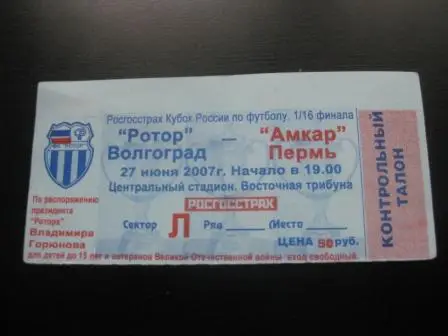 Росгосстрах Кубок России по футболу. 1/16 финала
"Ротор" — "Амкар"
Волгоград Пермь
27 июня 2007г. Начало в 19.00
Центральный стадион. Восточная трибуна
РОСГОССТРАХ
По распоряжению
президента
"Ротора"
Владимира
Горюнова
Сектор Л Ряд ____ /Место ____
ЦЕНА 50 руб.
для детей до 15 лет и ветеранов Великой Отечественной войны вход свободный.
КОНТРОЛЬНЫЙ
ТАЛОН